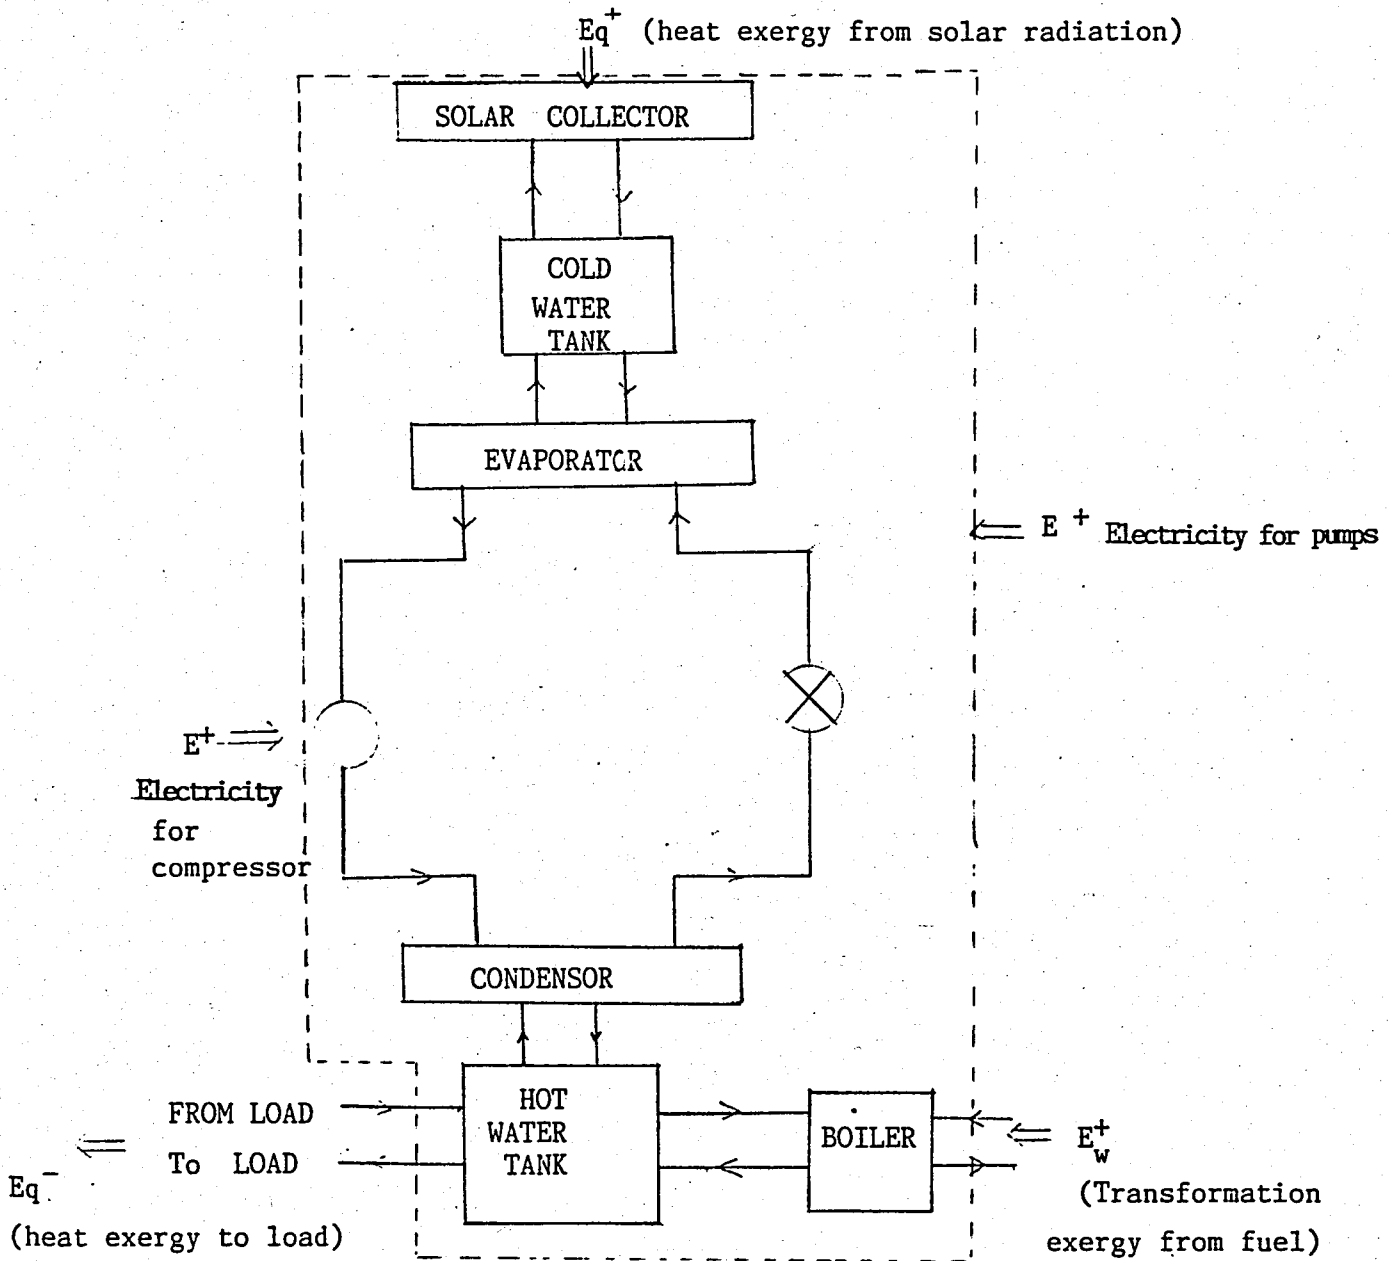 Eq+ (heat exergy from solar radiation)
SOLAR COLLECTOR
COLD
WATER
TANK
EVAPORATOR
E + Electricity for pumps
E+
Electricity
for
compressor
CONDENSOR
FROM LOAD
To LOAD
Eq-
(heat exergy to load)
HOT
WATER
TANK
BOILER
E+w
(Transformation
exergy from fuel)